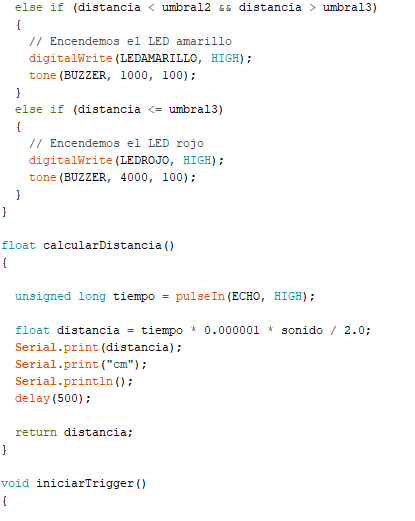 else if (distancia < umbral2 && distancia > umbral3)
{
// Encendemos el LED amarillo
digitalWrite(LEDAMARILLO, HIGH);
tone(BUZZER, 1000, 100);
}
else if (distancia <= umbral3)
{
// Encendemos el LED rojo
digitalWrite(LEDROJO, HIGH);
tone(BUZZER, 4000, 100);
}
}
float calcularDistancia()
{
unsigned long tiempo = pulseIn(ECHO, HIGH);
float distancia = tiempo * 0.000001 * sonido / 2.0;
Serial.print(distancia);
Serial.print("cm");
Serial.println();
delay(500);
return distancia;
}
void iniciarTrigger()
{